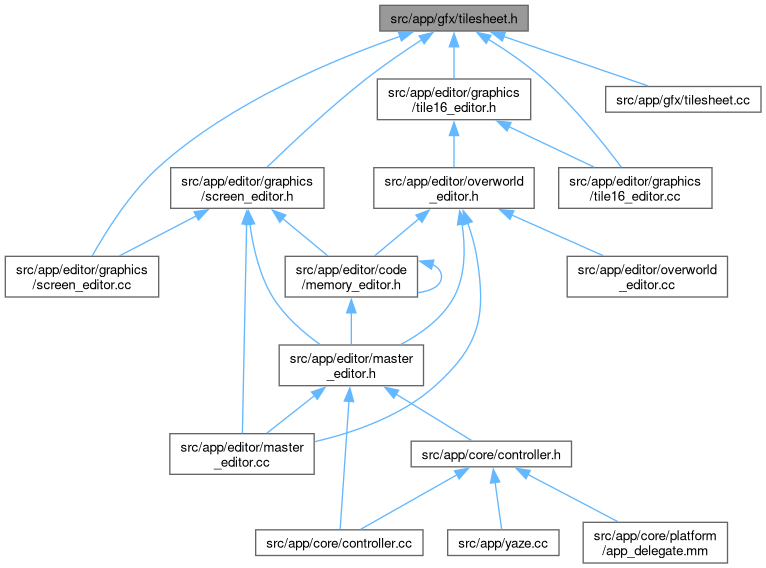 src/app/gfx/tilesheet.h
src/app/editor/graphics
/tile16_editor.h
src/app/gfx/tilesheet.cc
src/app/editor/graphics
/screen_editor.h
src/app/editor/overworld
_editor.h
src/app/editor/graphics
/tile16_editor.cc
src/app/editor/graphics
/screen_editor.cc
src/app/editor/code
/memory_editor.h
src/app/editor/overworld
_editor.cc
src/app/editor/master
_editor.h
src/app/editor/master
_editor.cc
src/app/core/controller.h
src/app/core/controller.cc
src/app/yaze.cc
src/app/core/platform
/app_delegate.mm